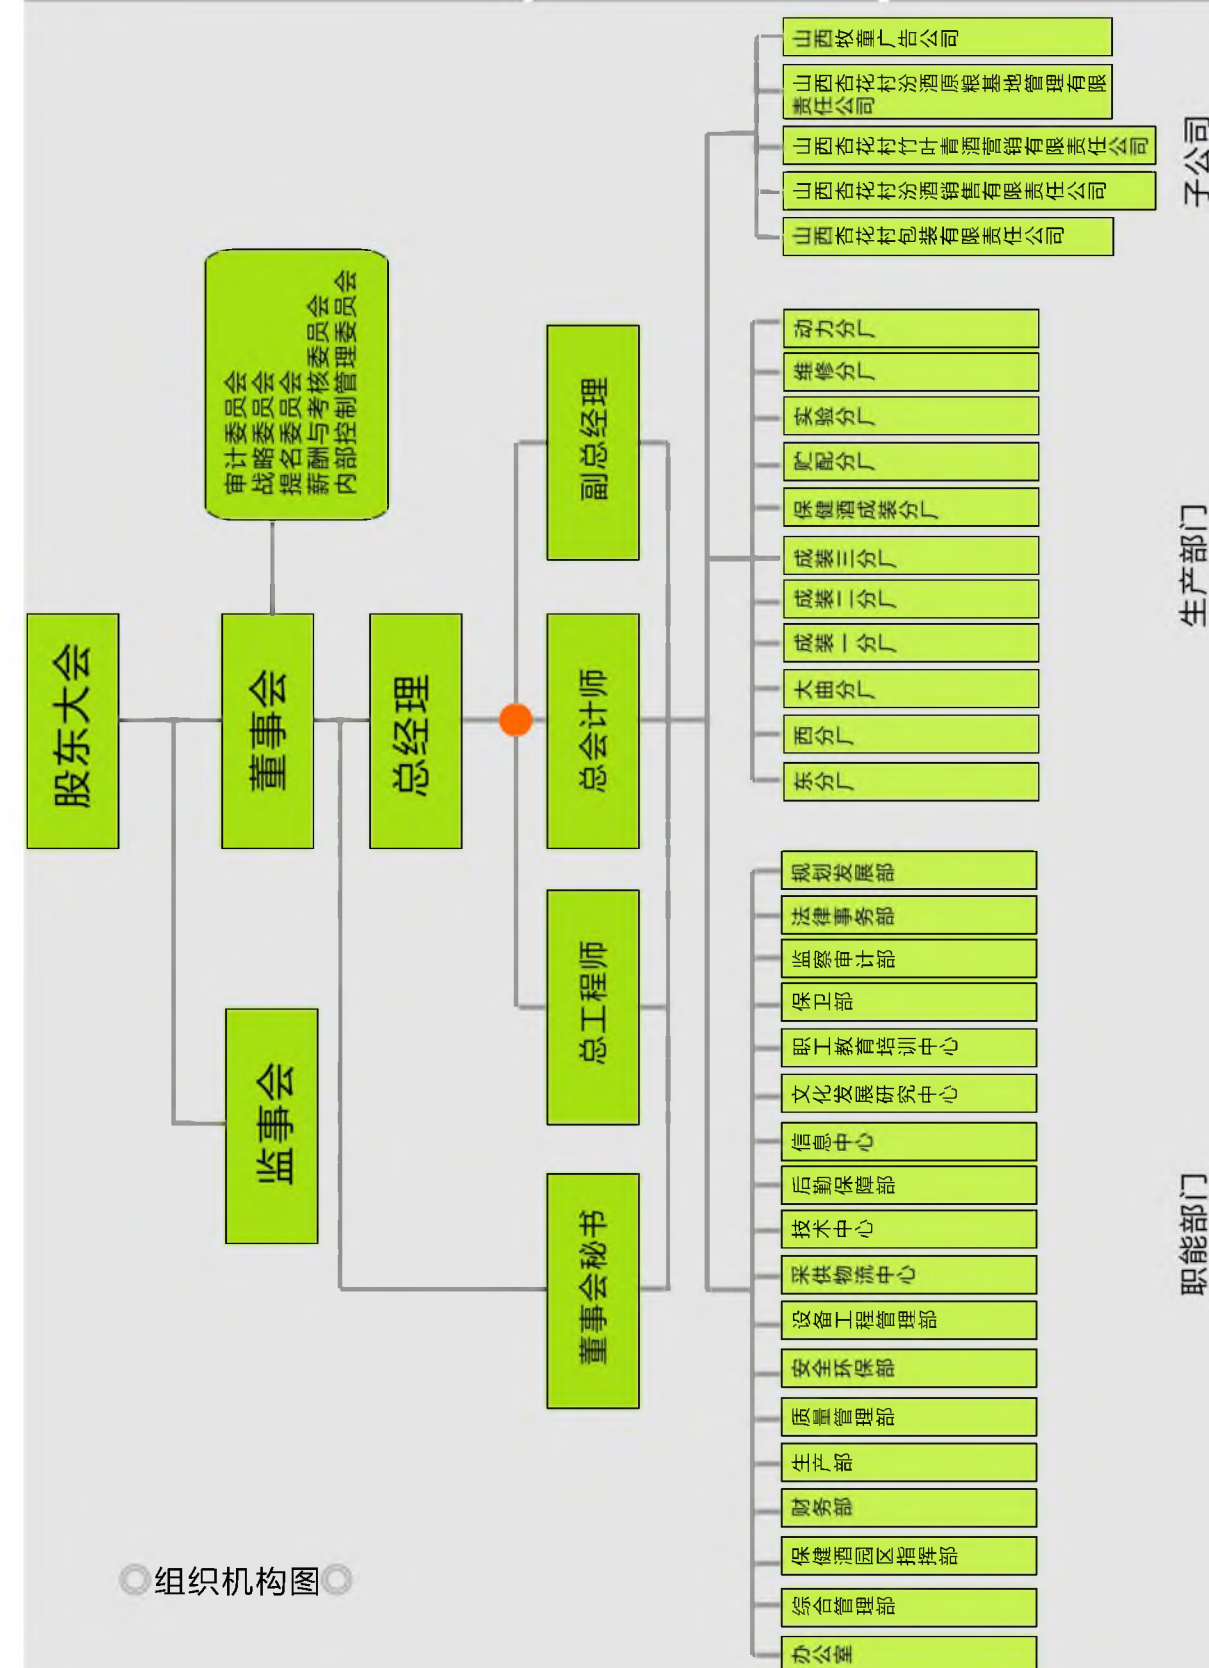 组织机构图
股东大会
监事会
董事会
审计委员会
战略委员会
提名委员会
薪酬与考核委员会
内部控制管理委员会
总经理
董事会秘书
总工程师
总会计师
副总经理
办公室
综合管理部
保健酒园区指挥部
财务部
生产部
质量管理部
安全环保部
设备工程管理部
采供物流中心
技术中心
后勤保障部
信息中心
文化发展研究中心
职工教育培训中心
保卫部
监察审计部
法律事务部
规划发展部
东分厂
西分厂
大曲分厂
成装一分厂
成装二分厂
成装三分厂
保健酒成装分厂
贮配分厂
实验分厂
维修分厂
动力分厂
山西杏花村包装有限责任公司
山西杏花村汾酒销售有限责任公司
山西杏花村竹叶青酒营销有限责任公司
山西杏花村汾酒原粮基地管理有限
责任公司
山西牧童广告公司
职能部门
生产部门
子公司